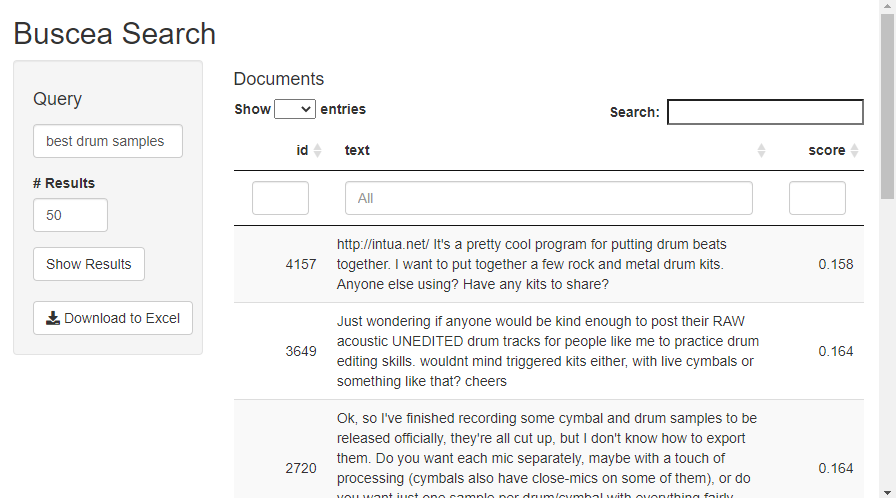 Buscea Search
Query
best drum samples
# Results
50
Show Results
Download to Excel
Documents
Show entries
Search:
id text score
All
4157
http://intua.net/ It's a pretty cool program for putting drum beats
together. I want to put together a few rock and metal drum kits.
Anyone else using? Have any kits to share?
0.158
3649
Just wondering if anyone would be kind enough to post their RAW
acoustic UNEDITED drum tracks for people like me to practice drum
editing skills. wouldnt mind triggered kits either, with live cymbals or
something like that? cheers
0.164
2720
Ok, so I've finished recording some cymbal and drum samples to be
released officially, they're all cut up, but I don't know how to export
them. Do you want each mic separately, maybe with a touch of
processing (cymbals also have close-mics on some of them), or do
you want just one sample per drum/cymbal with everything fairly
0.164